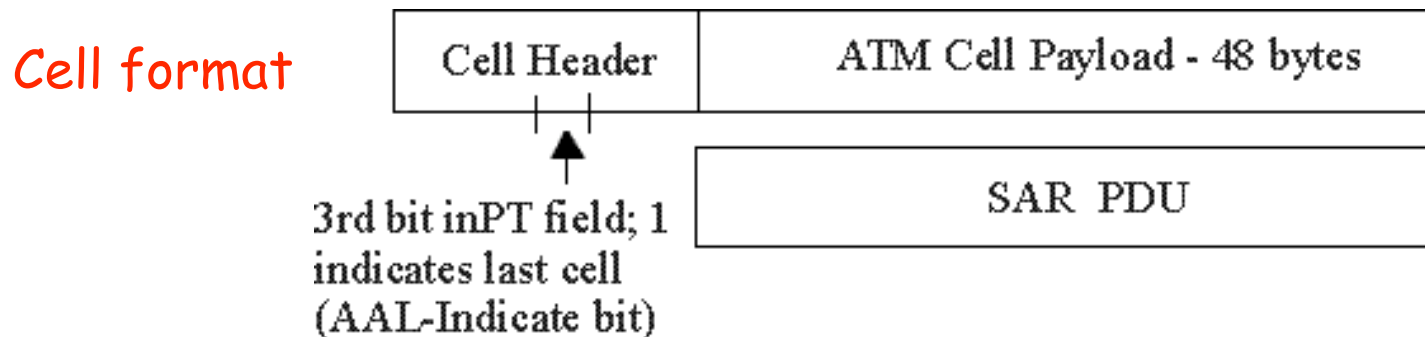 Cell format
Cell Header
ATM Cell Payload - 48 bytes
SAR PDU
3rd bit inPT field; 1
indicates last cell
(AAL-Indicate bit)